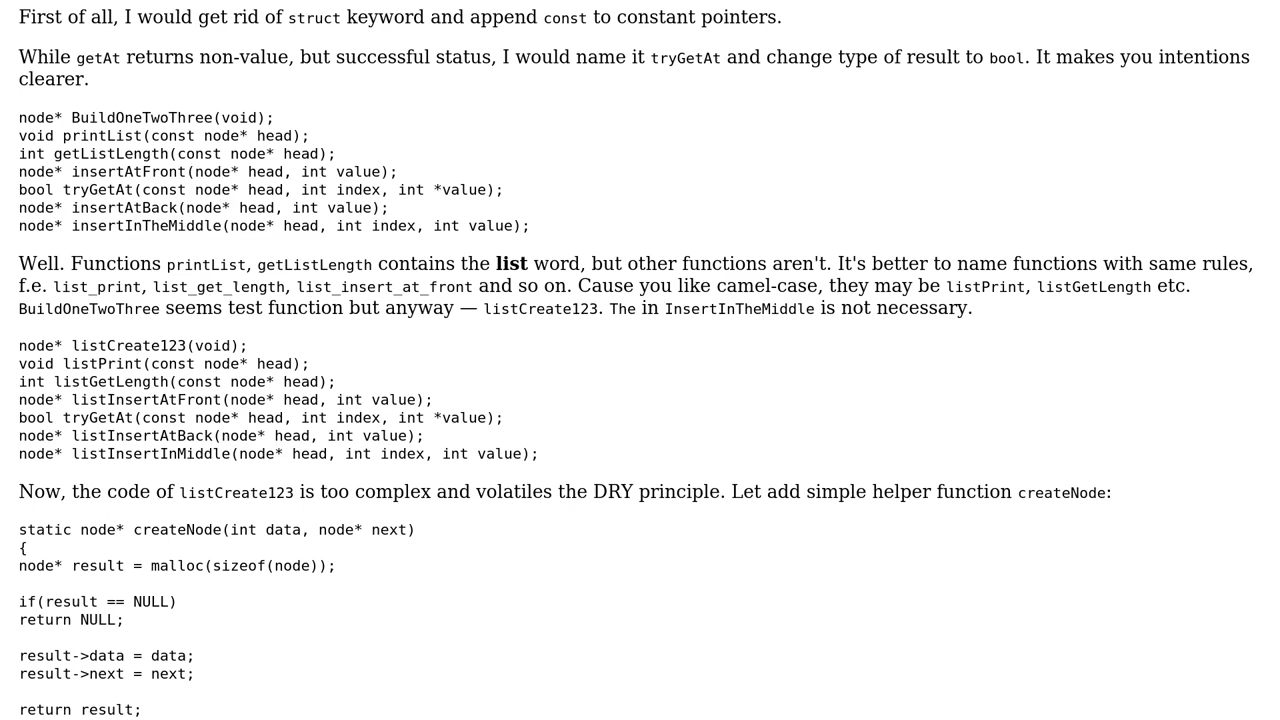 First of all, I would get rid of struct keyword and append const to constant pointers.
While getAt returns non-value, but successful status, I would name it tryGetAt and change type of result to bool. It makes you intentions
clearer.
node* BuildOneTwoThree(void);
void printList(const node* head);
int getListLength(const node* head);
node* insertAtFront(node* head, int value);
bool tryGetAt(const node* head, int index, int *value);
node* insertAtBack(node* head, int value);
node* insertInTheMiddle(node* head, int index, int value);
Well. Functions printList, getListLength contains the list word, but other functions aren't. It's better to name functions with same rules,
f.e. list_print, list_get_length, list_insert_at_front and so on. Cause you like camel-case, they may be listPrint, listGetLength etc.
BuildOneTwoThree seems test function but anyway — listCreate123. The in InsertInTheMiddle is not necessary.
node* listCreate123(void);
void listPrint(const node* head);
int listGetLength(const node* head);
node* listInsertAtFront(node* head, int value);
bool tryGetAt(const node* head, int index, int *value);
node* listInsertAtBack(node* head, int value);
node* listInsertInMiddle(node* head, int index, int value);
Now, the code of listCreate123 is too complex and volatiles the DRY principle. Let add simple helper function createNode:
static node* createNode(int data, node* next)
{
node* result = malloc(sizeof(node));
if(result == NULL)
return NULL;
result->data = data;
result->next = next;
return result;